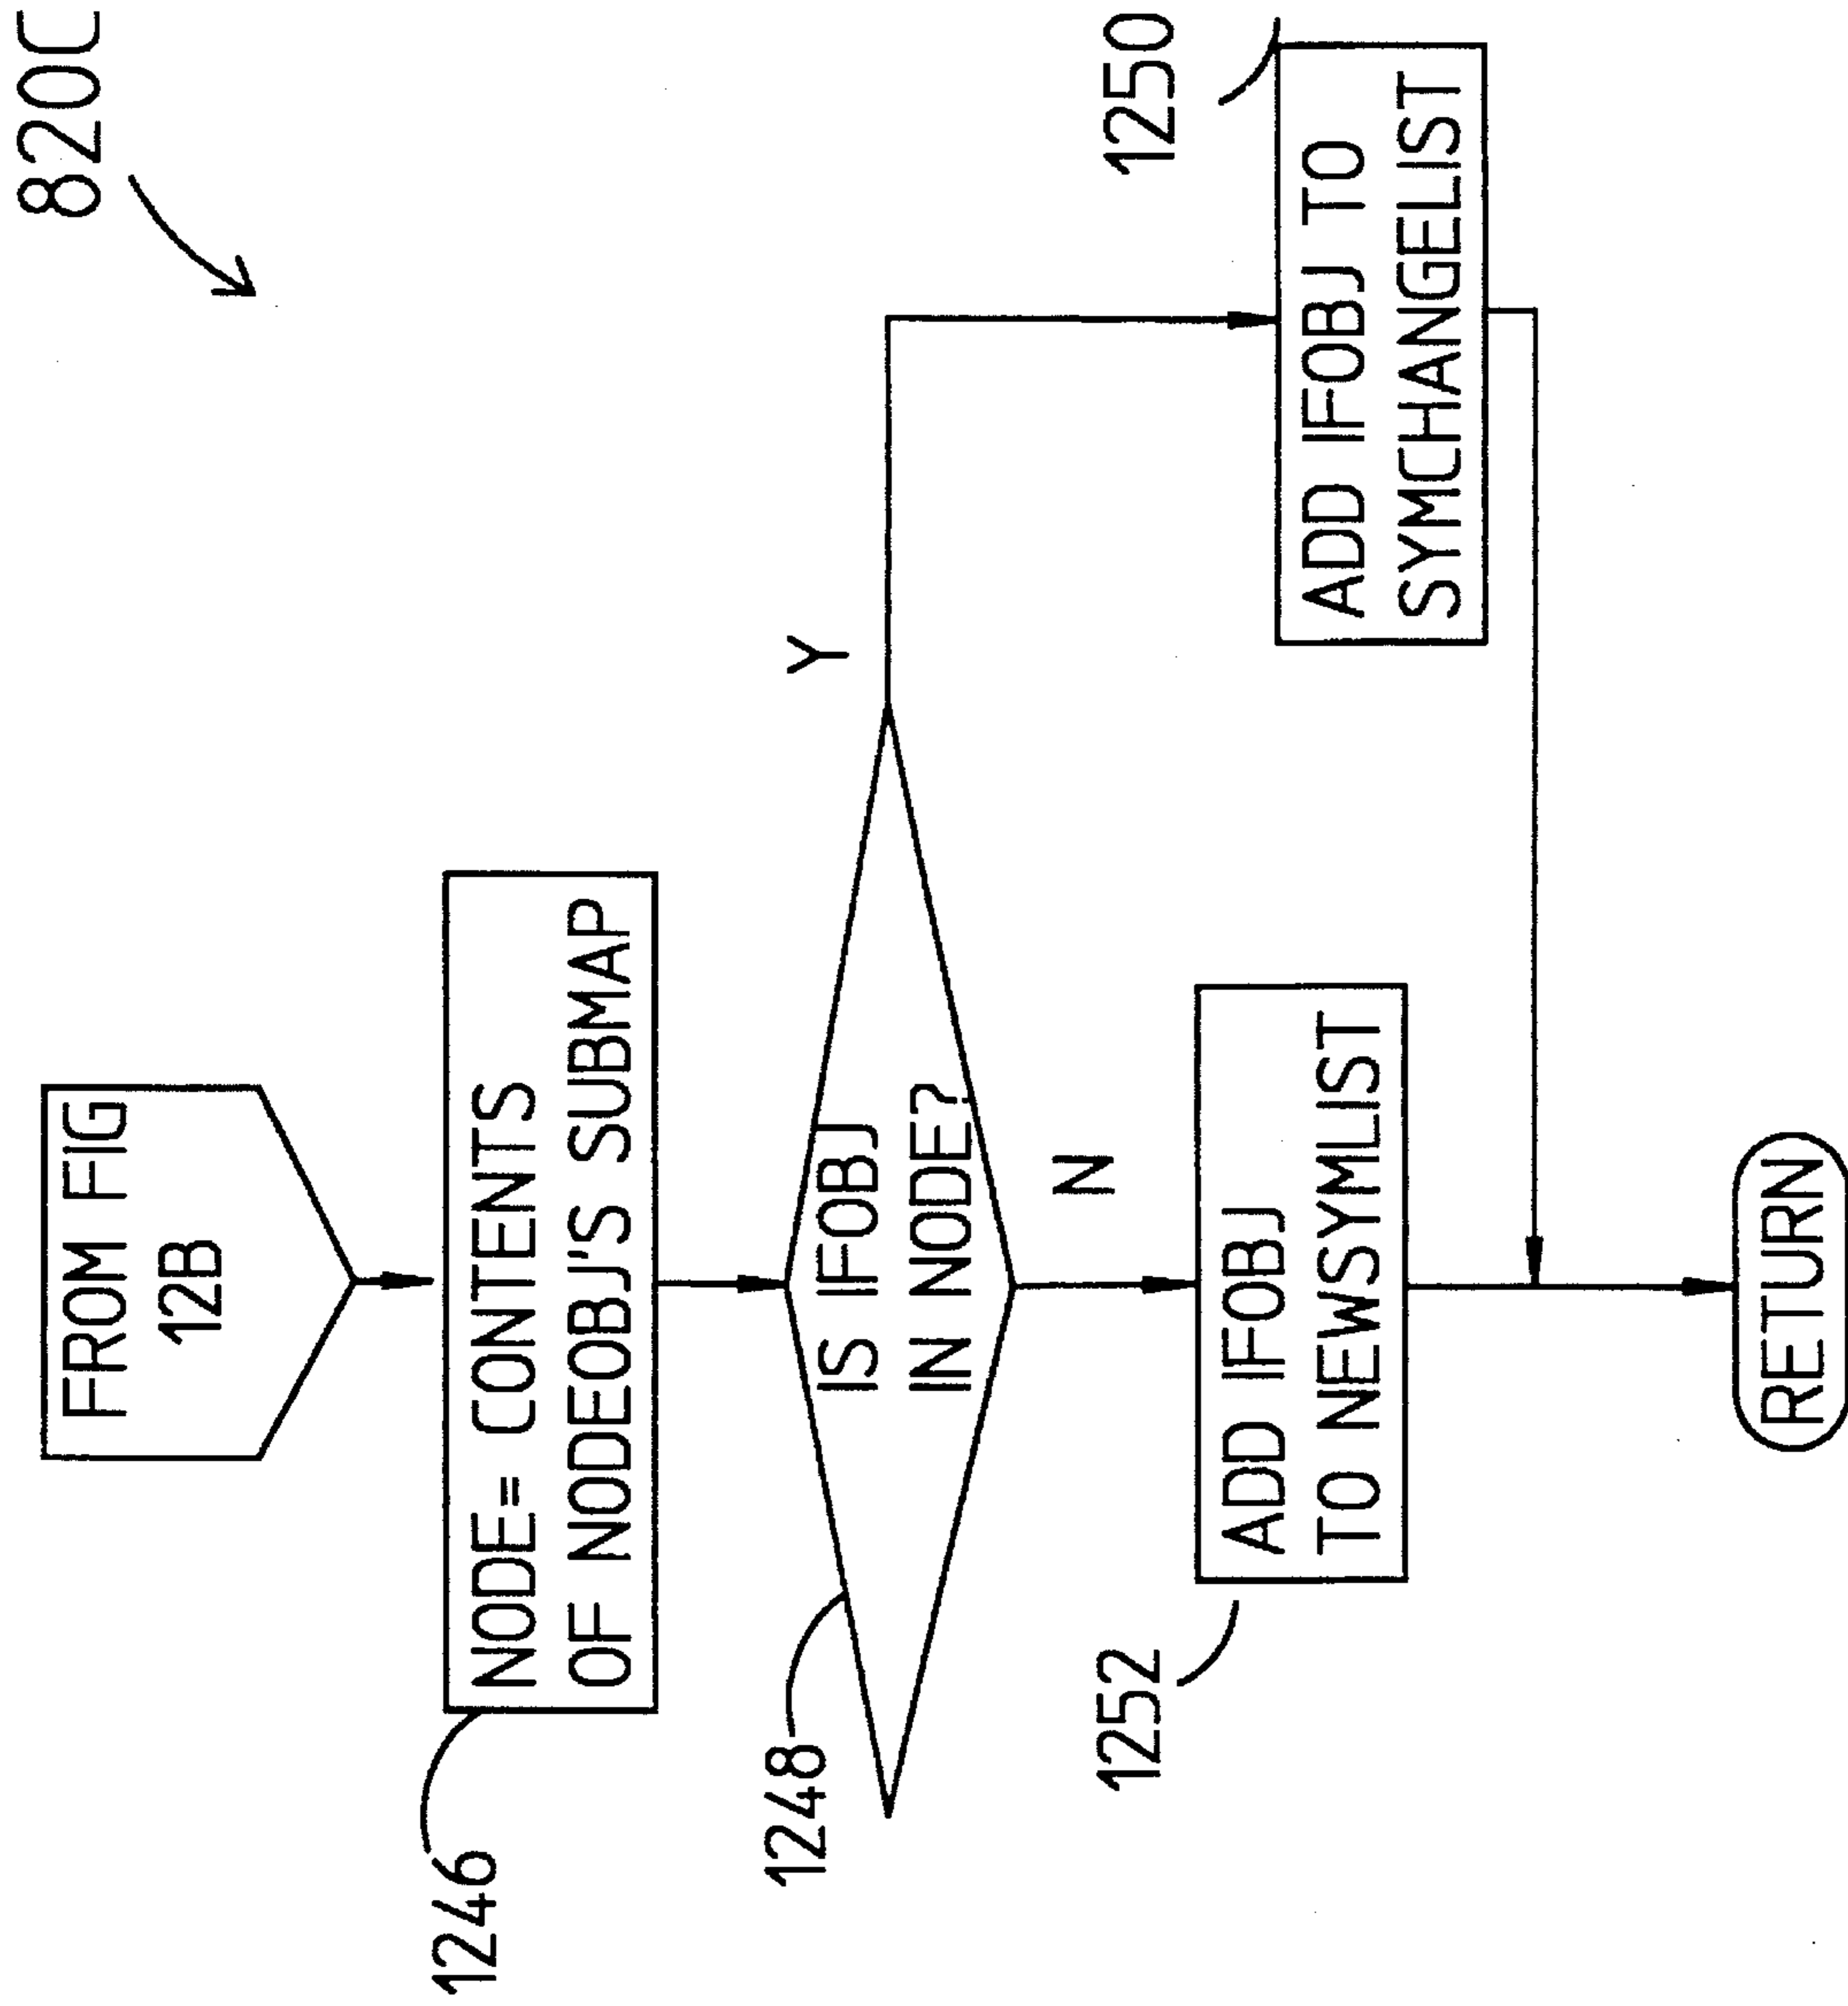 820C
FROM FIG
12B
1246
NODE= CONTENTS
OF NODEOBJ'S SUBMAP
1248
IS IFOBJ
IN NODE?
Y
N
1250
ADD IFOBJ TO
SYMCHANGELIST
1252
ADD IFOBJ
TO NEWSYMLIST
RETURN